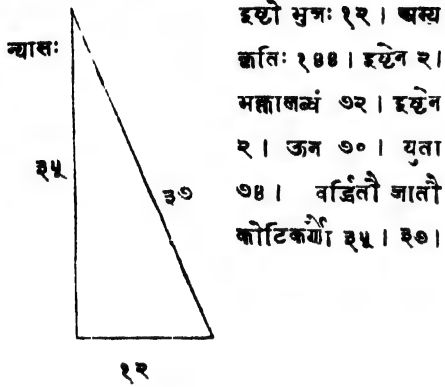 न्यासः
३५
३७
१२
इष्टो भुजः १२ । अस्य
कृतिः १४४ । इष्टेन २ ।
भक्तालब्धं ७२ । इष्टेन
२ । ऊन ७० । युता
७४ । वर्द्धितौ जातौ
कोटिकर्णौ ३५ । ३७ ।